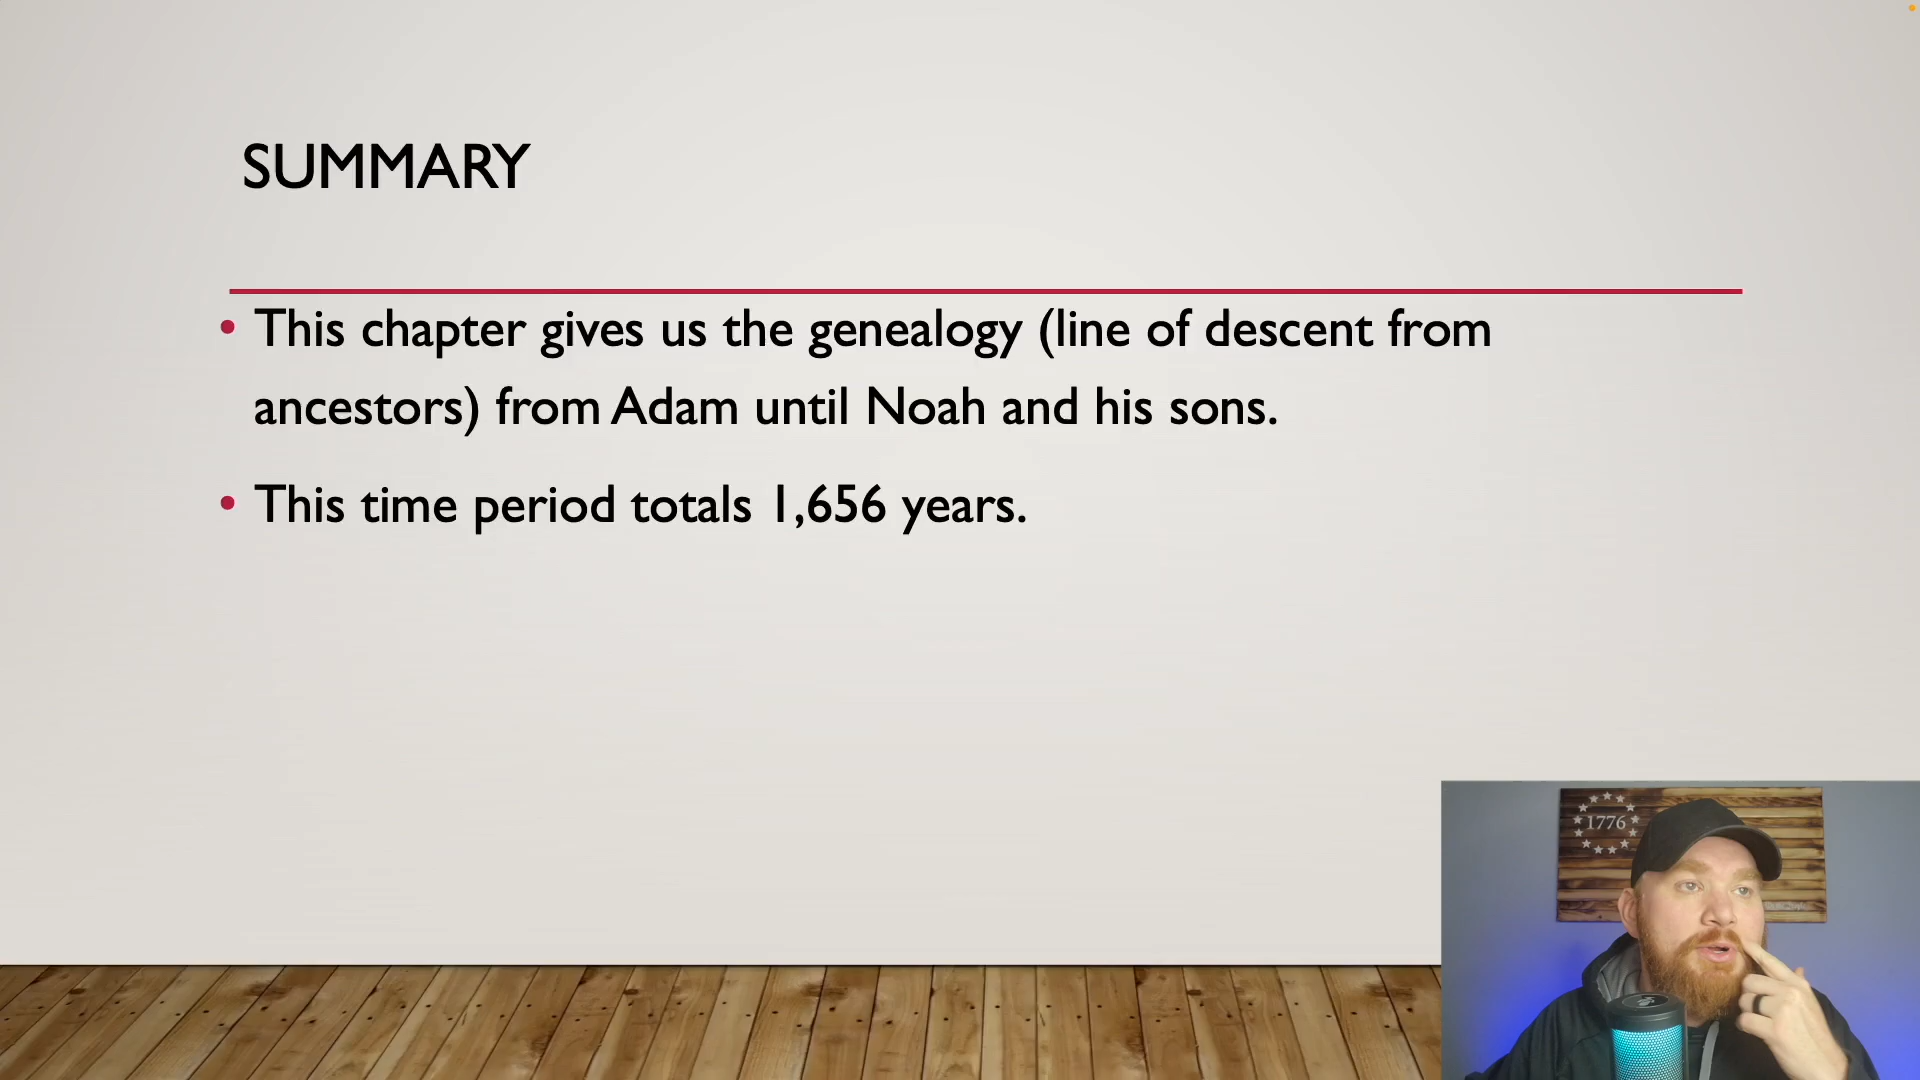 SUMMARY
• This chapter gives us the genealogy (line of descent from
ancestors) from Adam until Noah and his sons.
• This time period totals 1,656 years.
1776